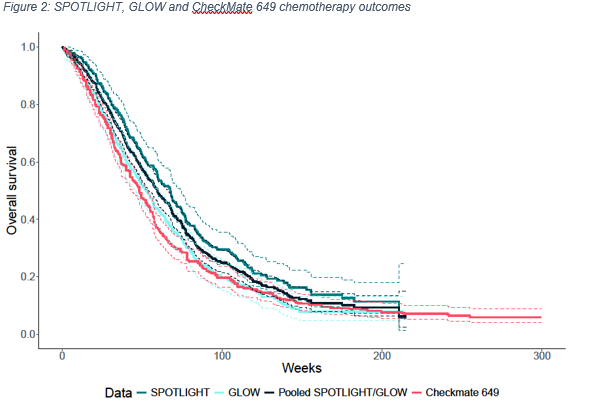 Figure 2: SPOTLIGHT, GLOW and CheckMate 649 chemotherapy outcomes
1.0
0.8
0.6
0.4
0.2
0.0
Overall survival
0 100 200 300
Weeks
Data SPOTLIGHT GLOW Pooled SPOTLIGHT/GLOW Checkmate 649